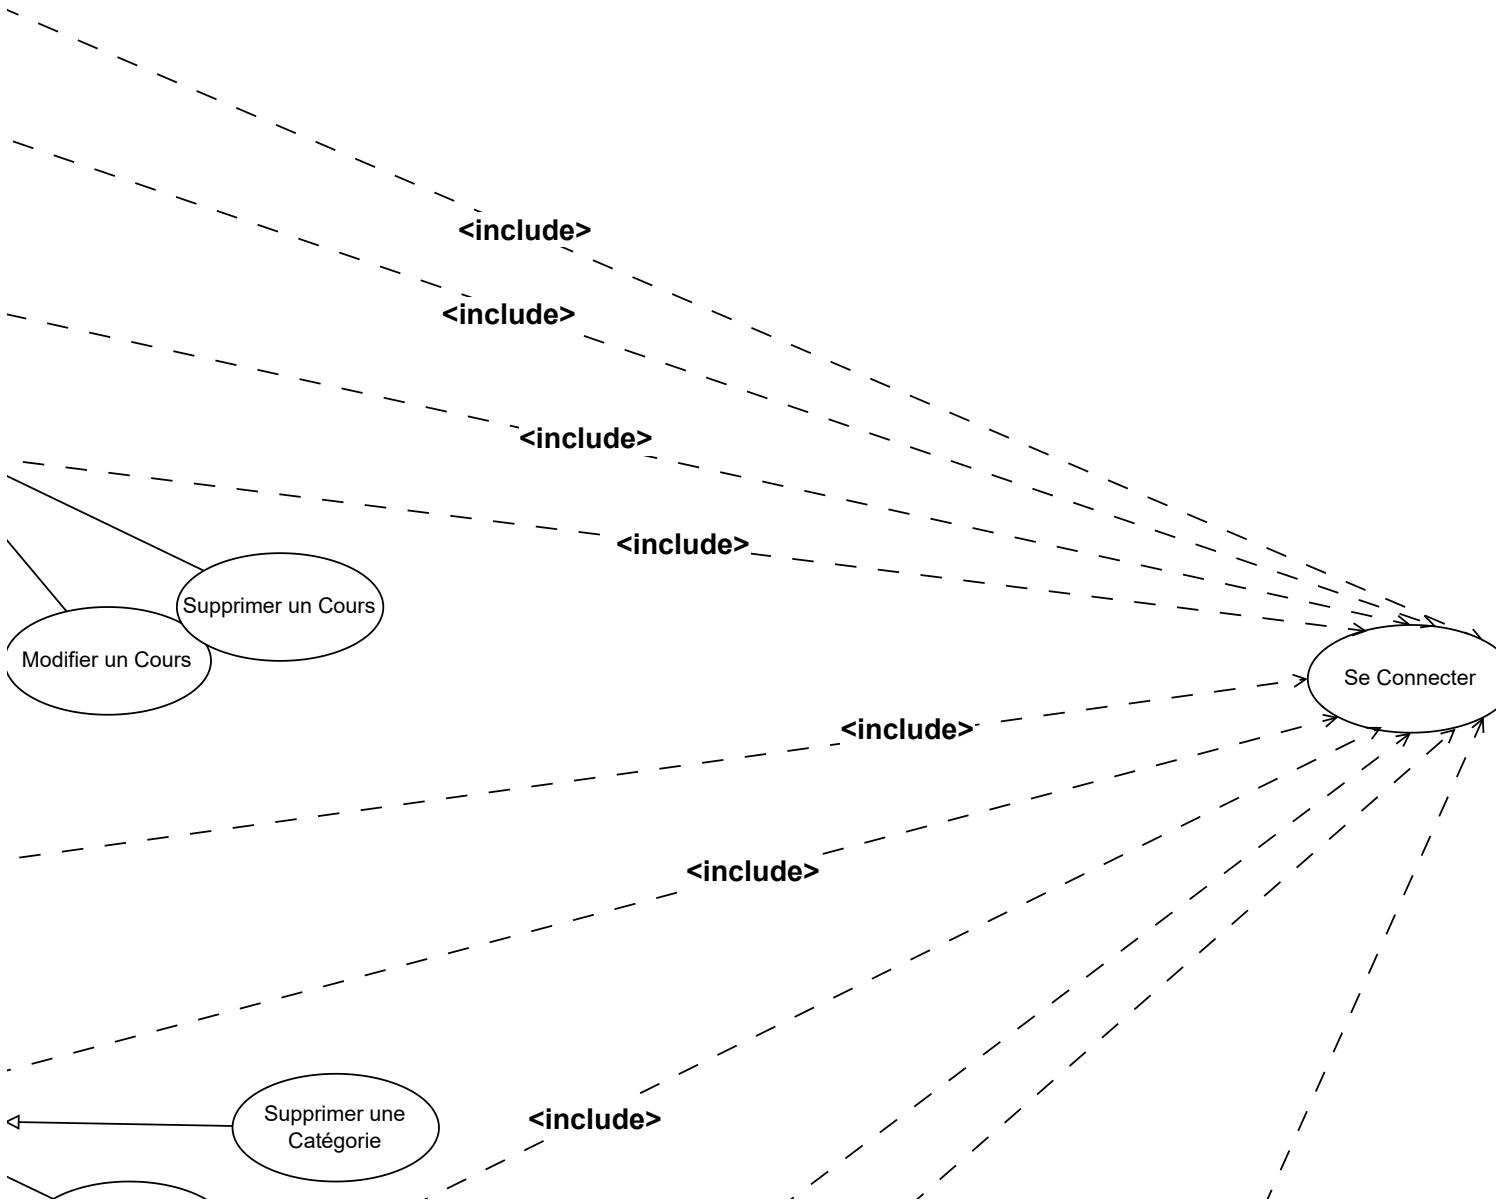 <include>
<include>
<include>
<include>
Supprimer un Cours
Modifier un Cours
Se Connecter
<include>
<include>
Supprimer une
Catégorie
<include>